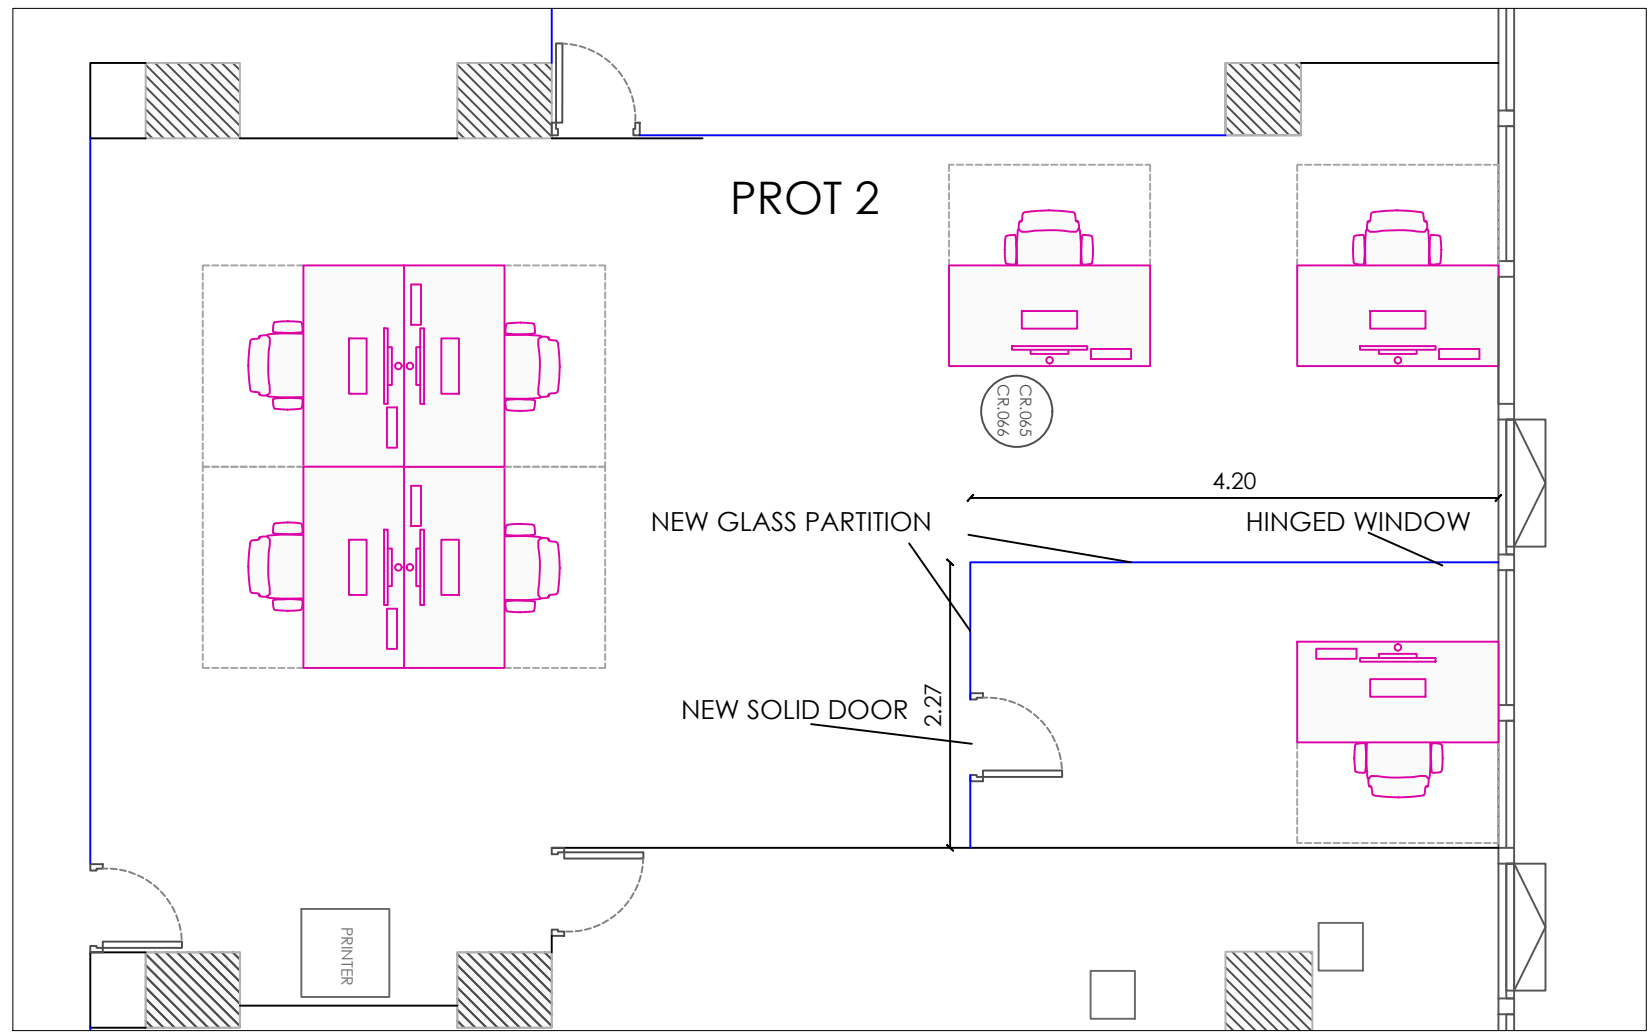 PROT 2
CR.065
CR.066
4.20
NEW GLASS PARTITION
HINGED WINDOW
2.27
NEW SOLID DOOR
PRINTER